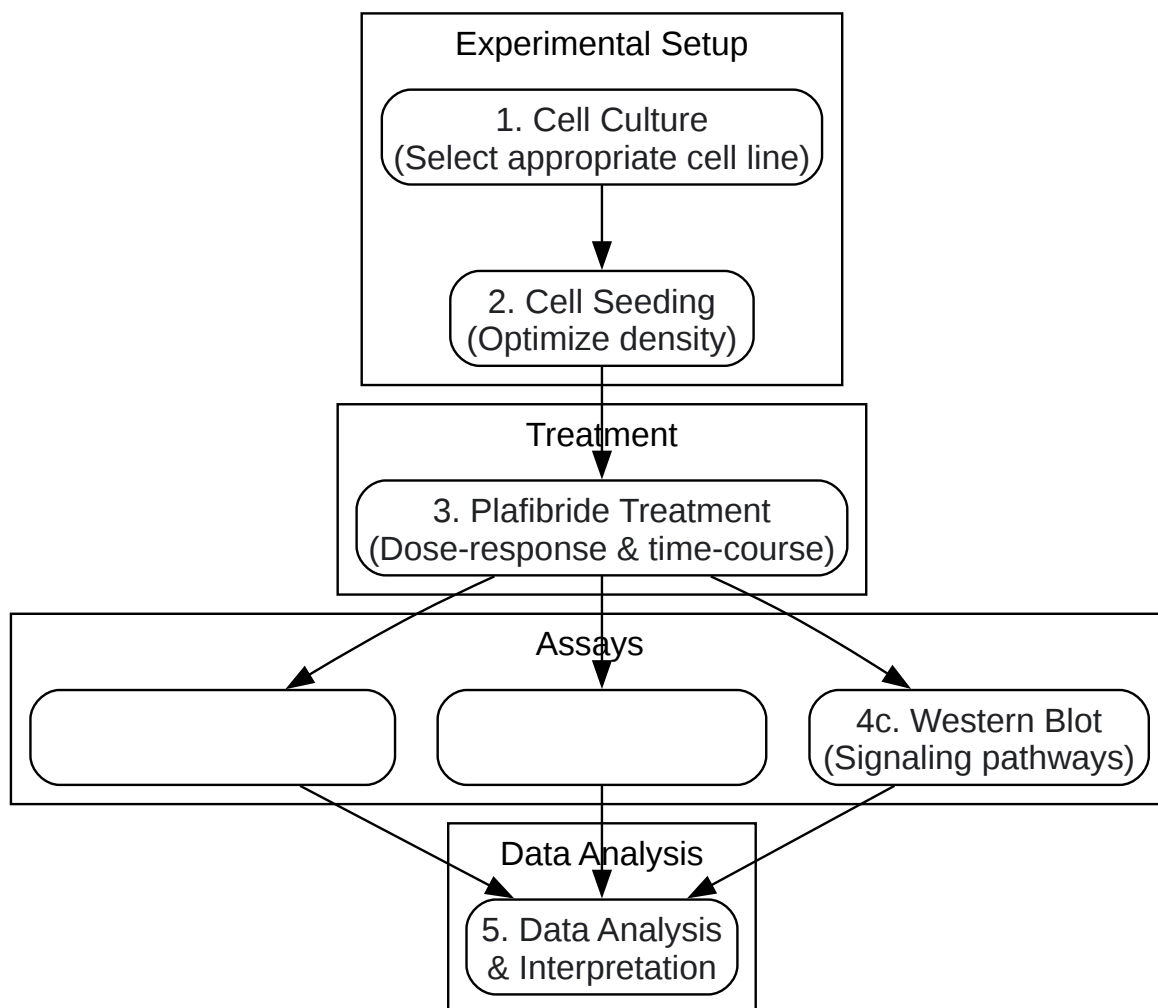 Experimental Setup
1. Cell Culture
(Select appropriate cell line)
2. Cell Seeding
(Optimize density)
Treatment
3. Plafibride Treatment
(Dose-response & time-course)
Assays
4c. Western Blot
(Signaling pathways)
Data Analysis
5. Data Analysis
& Interpretation